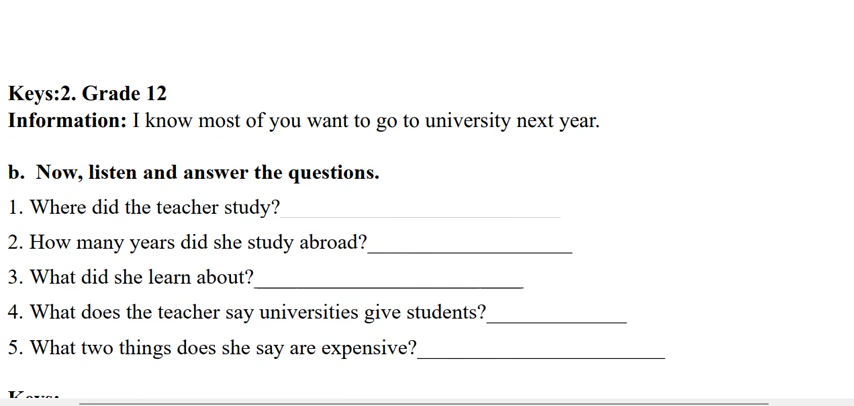 Keys:2. Grade 12
Information: I know most of you want to go to university next year.
b. Now, listen and answer the questions.
1. Where did the teacher study?
2. How many years did she study abroad?
3. What did she learn about?
4. What does the teacher say universities give students?
5. What two things does she say are expensive?